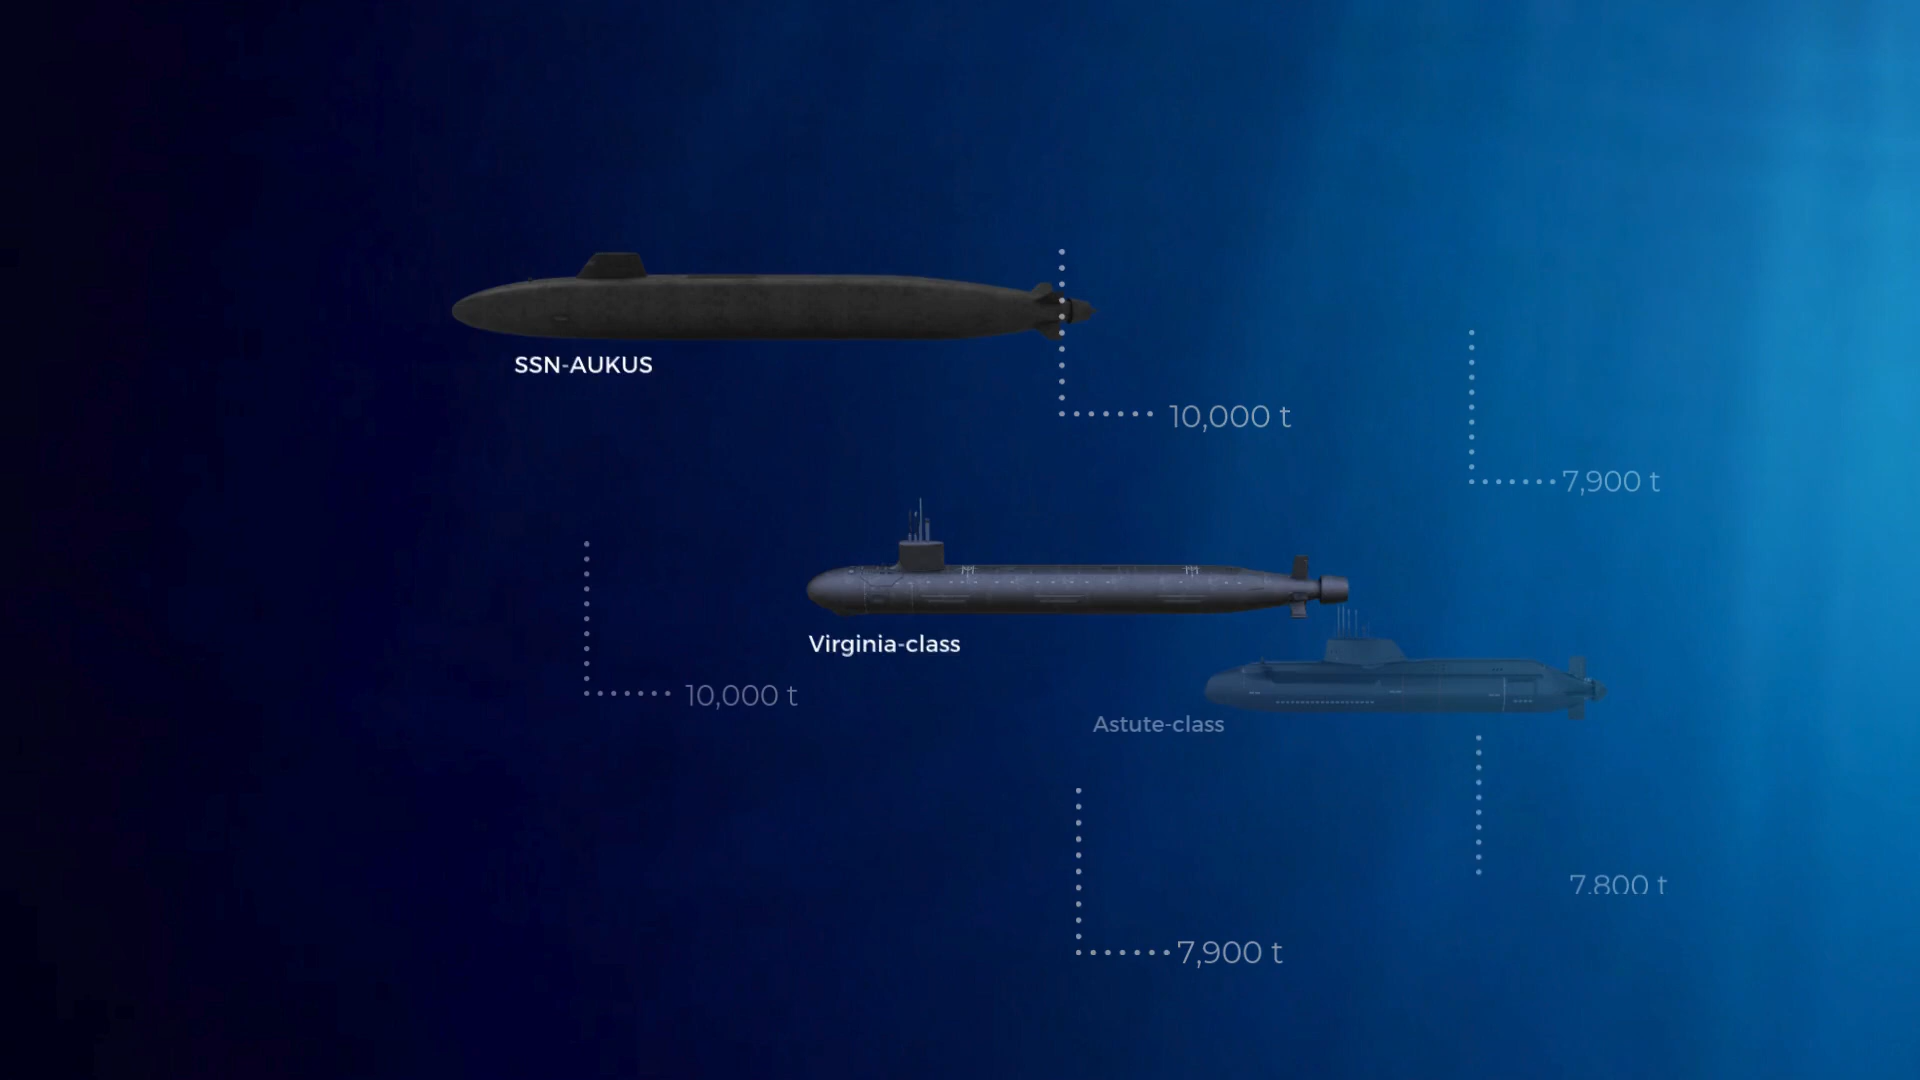 SSN-AUKUS
10,000 t
7,900 t
Virginia-class
10,000 t
Astute-class
7.800 t
7,900 t